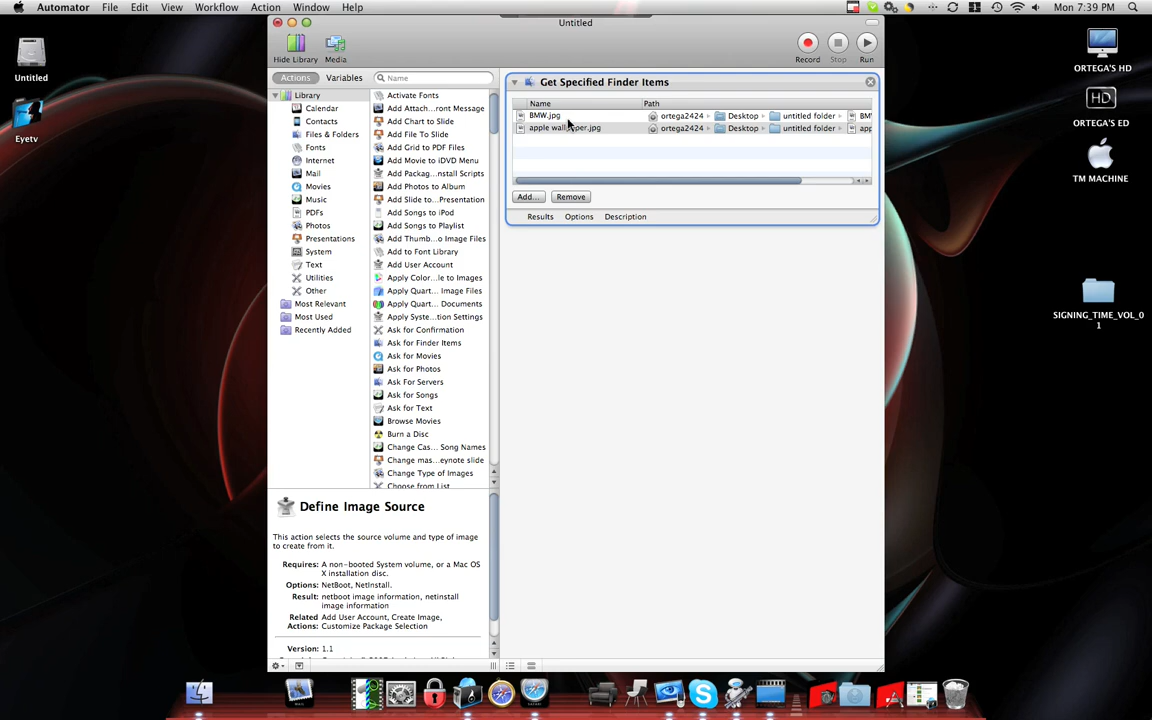 Automator File Edit View Workflow Action Window Help
Mon 7:39 PM
Untitled
Hide Library Media
Record Stop Run
Actions Variables
Name
Library
Calendar
Contacts
Files & Folders
Fonts
Internet
Mail
Movies
Music
PDFs
Photos
Presentations
System
Text
Utilities
Other
Most Relevant
Most Used
Recently Added
Activate Fonts
Add Attach...ront Message
Add Chart to Slide
Add File To Slide
Add Grid to PDF Files
Add Movie to iDVD Menu
Add Packag...nstall Scripts
Add Photos to Album
Add Slide to...Presentation
Add Songs to iPod
Add Songs to Playlist
Add Thumb...o Image Files
Add to Font Library
Add User Account
Apply Color...le to Images
Apply Quart... Image Files
Apply Quart... Documents
Apply Syste...tion Settings
Ask for Confirmation
Ask for Finder Items
Ask for Movies
Ask for Photos
Ask For Servers
Ask for Songs
Ask for Text
Browse Movies
Burn a Disc
Change Cas... Song Names
Change mas...eynote slide
Change Type of Images
Choose from List
Define Image Source
This action selects the source volume and type of image
to create from it.
Requires: A non-booted System volume, or a Mac OS
X installation disc.
Options: NetBoot, NetInstall.
Result: netboot image information, netinstall
image information
Related Add User Account, Create Image,
Actions: Customize Package Selection
Version: 1.1
Get Specified Finder Items
Name Path
BMW.jpg ortega2424 Desktop untitled folder BMW
apple wallpaper.jpg ortega2424 Desktop untitled folder app
Add... Remove
Results Options Description
Untitled
Eyetv
ORTEGA'S HD
HD
ORTEGA'S ED
TM MACHINE
SIGNING_TIME_VOL_0
1